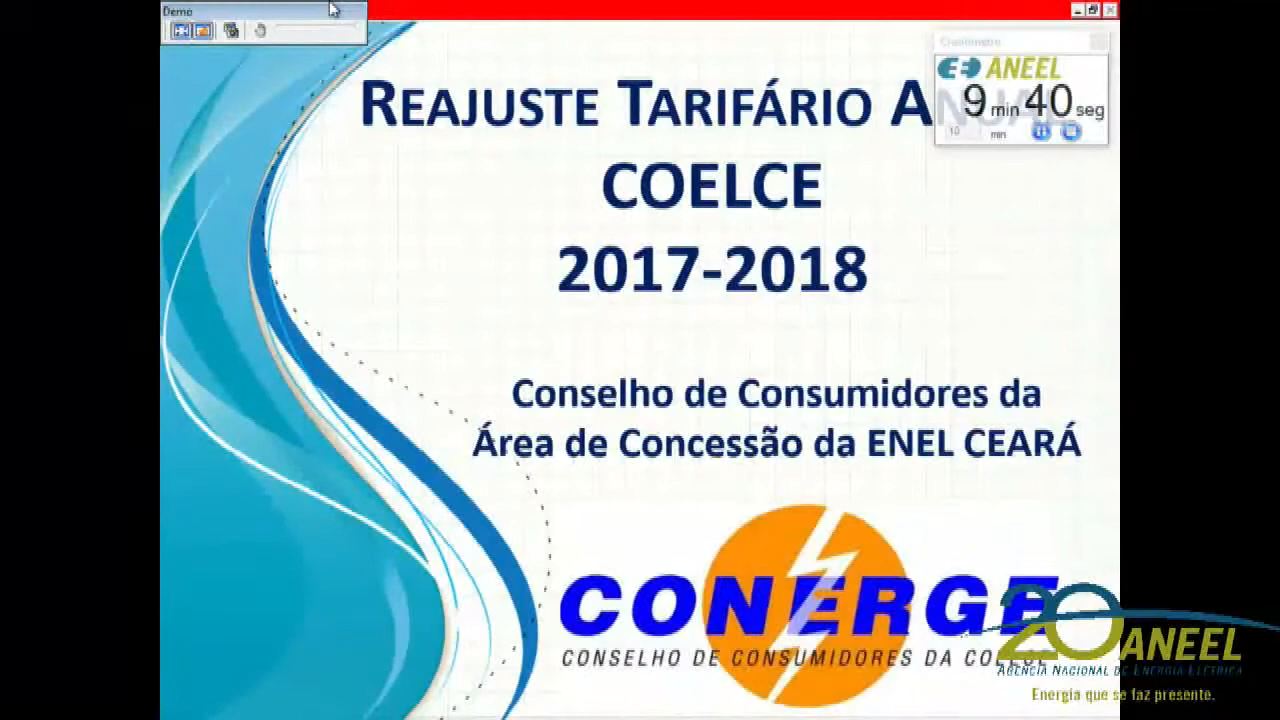 Demo
Cronômetro
ANEEL
9 min 40 seg
10 min
REAJUSTE TARIFÁRIO ANUAL
COELCE
2017-2018
Conselho de Consumidores da
Área de Concessão da ENEL CEARÁ
CONERGE
CONSELHO DE CONSUMIDORES DA COELCE
20 ANEEL
AGÊNCIA NACIONAL DE ENERGIA ELÉTRICA
Energia que se faz presente.